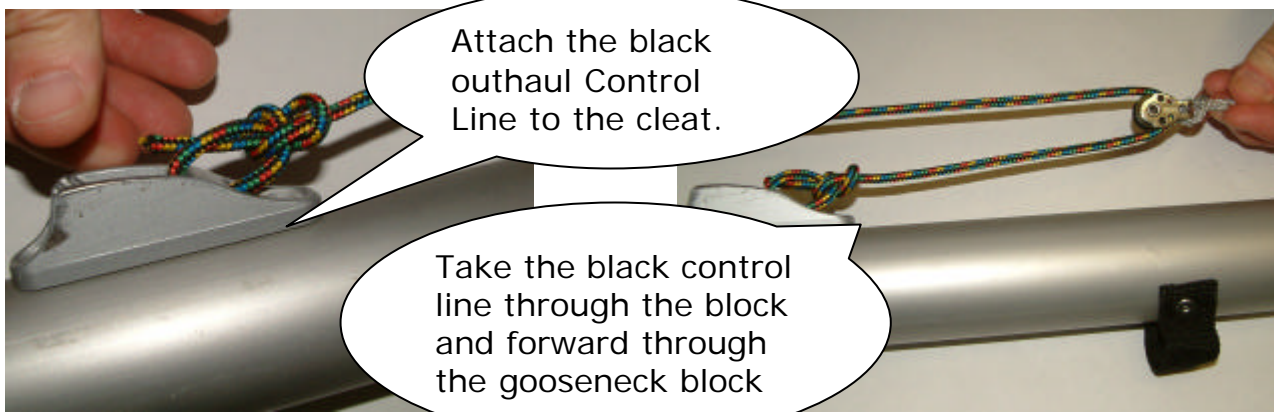 Attach the black
outhaul Control
Line to the cleat.
Take the black control
line through the block
and forward through
the gooseneck block